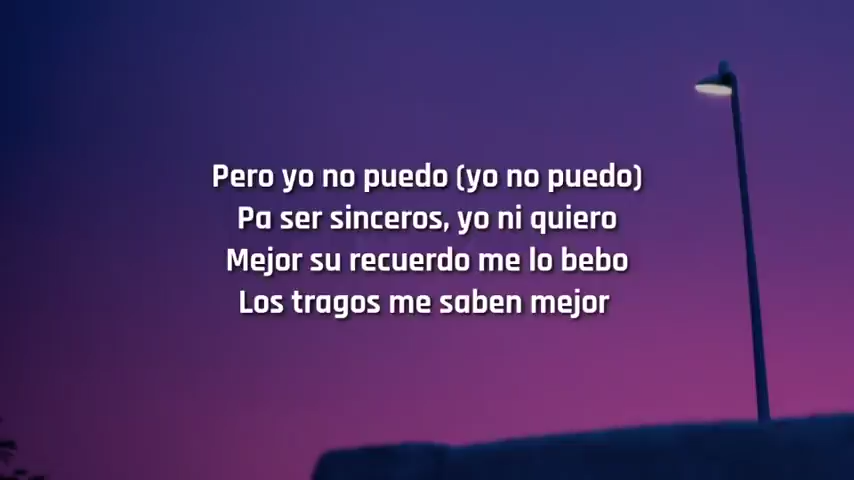 Pero yo no puedo (yo no puedo)
Pa ser sinceros, yo ni quiero
Mejor su recuerdo me lo bebo
Los tragos me saben mejor